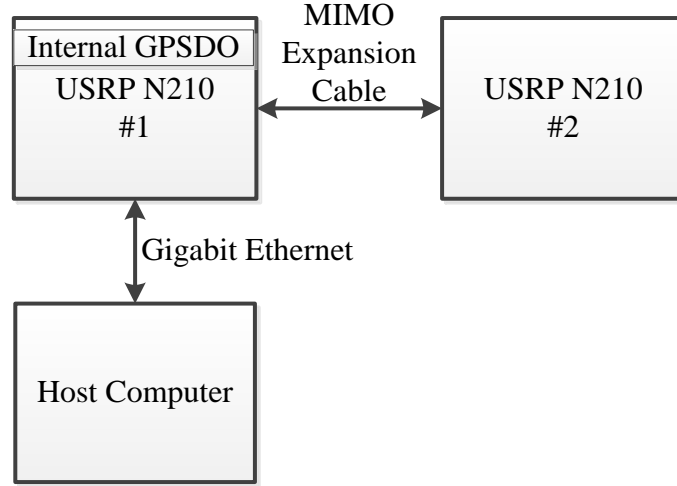 Internal GPSDO
USRP N210
#1
MIMO
Expansion
Cable
USRP N210
#2
Gigabit Ethernet
Host Computer